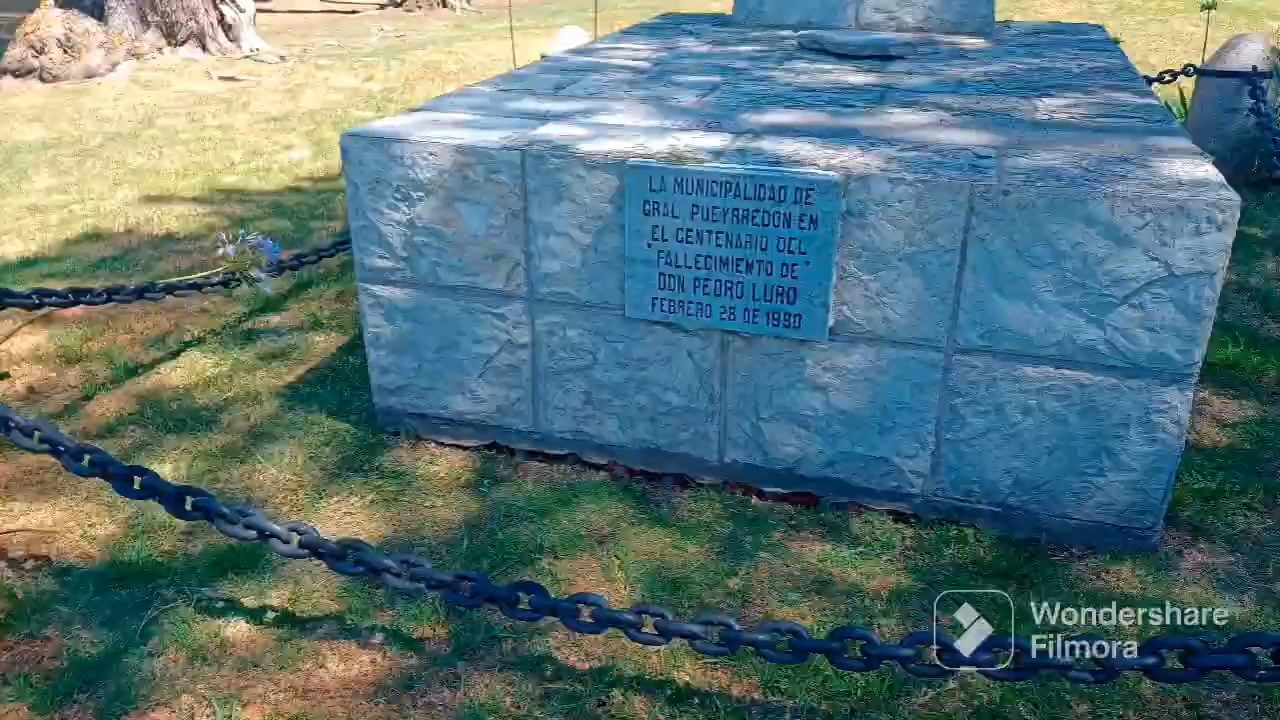 LA MUNICIPALIDAD DE
GRAL PUEYRREDON EN
EL CENTENARIO DEL
"FALLECIMIENTO DE"
DON PEDRO LURO
FEBRERO 28 DE 1990
Wondershare
Filmora